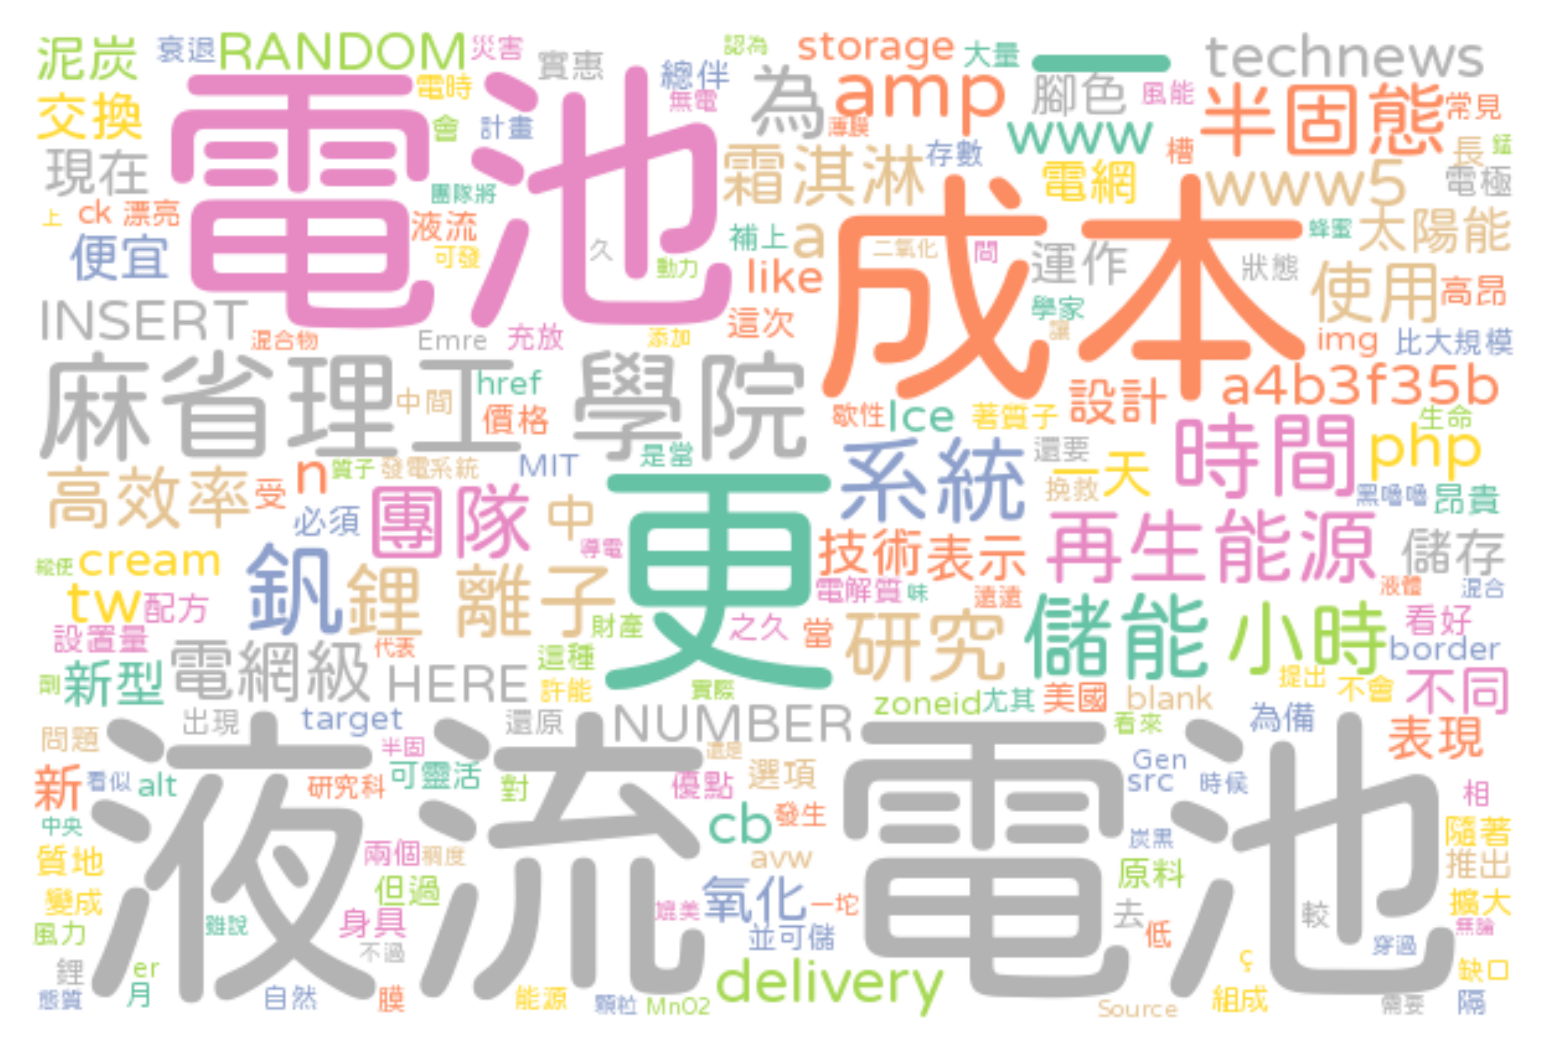 泥炭 衰退 RANDOM 災害 實惠 總伴 認為 storage 大量 一 technews
交換 電時 無電 為 amp 腳色 風能 半固態 常見
會 計畫 薄膜 www 長 錳
現在 電池 團隊將 霜淇淋 存數 電網 槽 www5 電極
上 ck 漂亮 液流 補上 a 成本 蜂蜜 太陽能
便宜 可發 久 動力 like 二氧化 問 運作 狀態 使用 高昂
INSERT 混合物 Emre 充放 添加 這次 學家 讓 img 比大規模
麻省理工 學院 中間 href 價格 歇性 Ice 著質子 設計 a4b3f35b
高效率 受 n 質子 發電系統 MIT 是當 系統 還要 一天 時間 php 生命
必須 團隊 中 更 挽救 黑嚕嚕 昂貴
縱使 cream 釩 鋰 離子 導電 技術 表示 再生能源 儲存
tw 配方 電解質 味 遠遠 液體 混合
設置量 代表 財產 之久 當 研究 儲能 小時 看好
劑 新型 電網級 HERE 這種 許能 實際 border
出現 target 還原 NUMBER zoneid 尤其 美國 blank 提出 不會 不同
問題 半固 還是 看來 為備 表現
新 看似 alt 研究科 可靈活 對 優點 選項 Gen src 時候 相
中央 液流 電池 cb 發生 炭黑 隨著
質地 兩個 稠度 avw 原料 推出
變成 但過 氧化 一坨 擴大
風力 雖說 身具 媲美 並可儲 去 低 較 無論
不過 穿過
鋰 er delivery ç 缺口
態質 月 自然 膜 能源 顆粒 MnO2 Source 組成 需要 隔